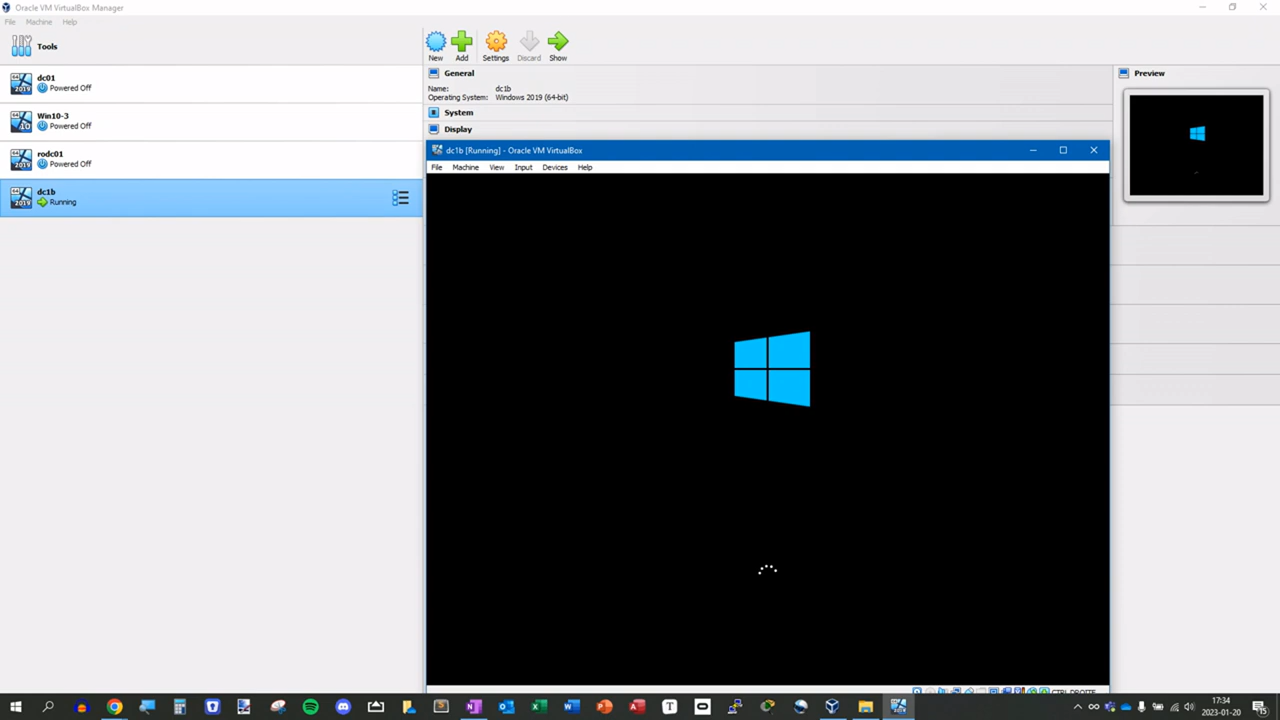 Oracle VM VirtualBox Manager
File Machine Help
Tools
New Add Settings Discard Show
dc01
Powered Off
Win10-3
Powered Off
rodc01
Powered Off
dc1b
Running
General
Name: dc1b
Operating System: Windows 2019 (64-bit)
System
Display
Preview
dc1b [Running] - Oracle VM VirtualBox
File Machine View Input Devices Help
CTRL DROITE
17:34
2023-01-20